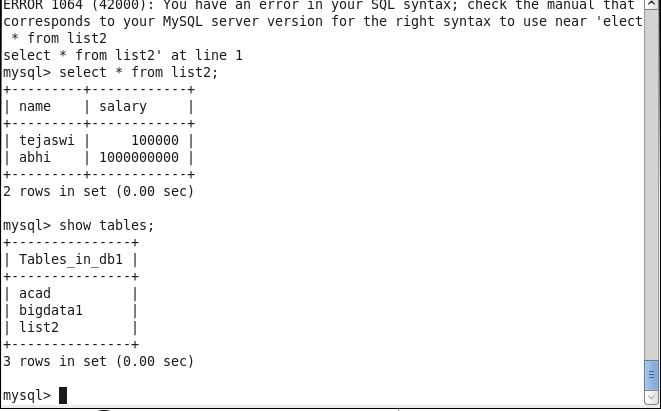 ERROR 1064 (42000): You have an error in your SQL syntax; check the manual that
corresponds to your MySQL server version for the right syntax to use near 'elect
 * from list2
select * from list2' at line 1
mysql> select * from list2;
+---------+------------+
| name    | salary     |
+---------+------------+
| tejaswi |     100000 |
| abhi    | 1000000000 |
+---------+------------+
2 rows in set (0.00 sec)

mysql> show tables;
+---------------+
| Tables_in_db1 |
+---------------+
| acad          |
| bigdata1      |
| list2         |
+---------------+
3 rows in set (0.00 sec)

mysql>